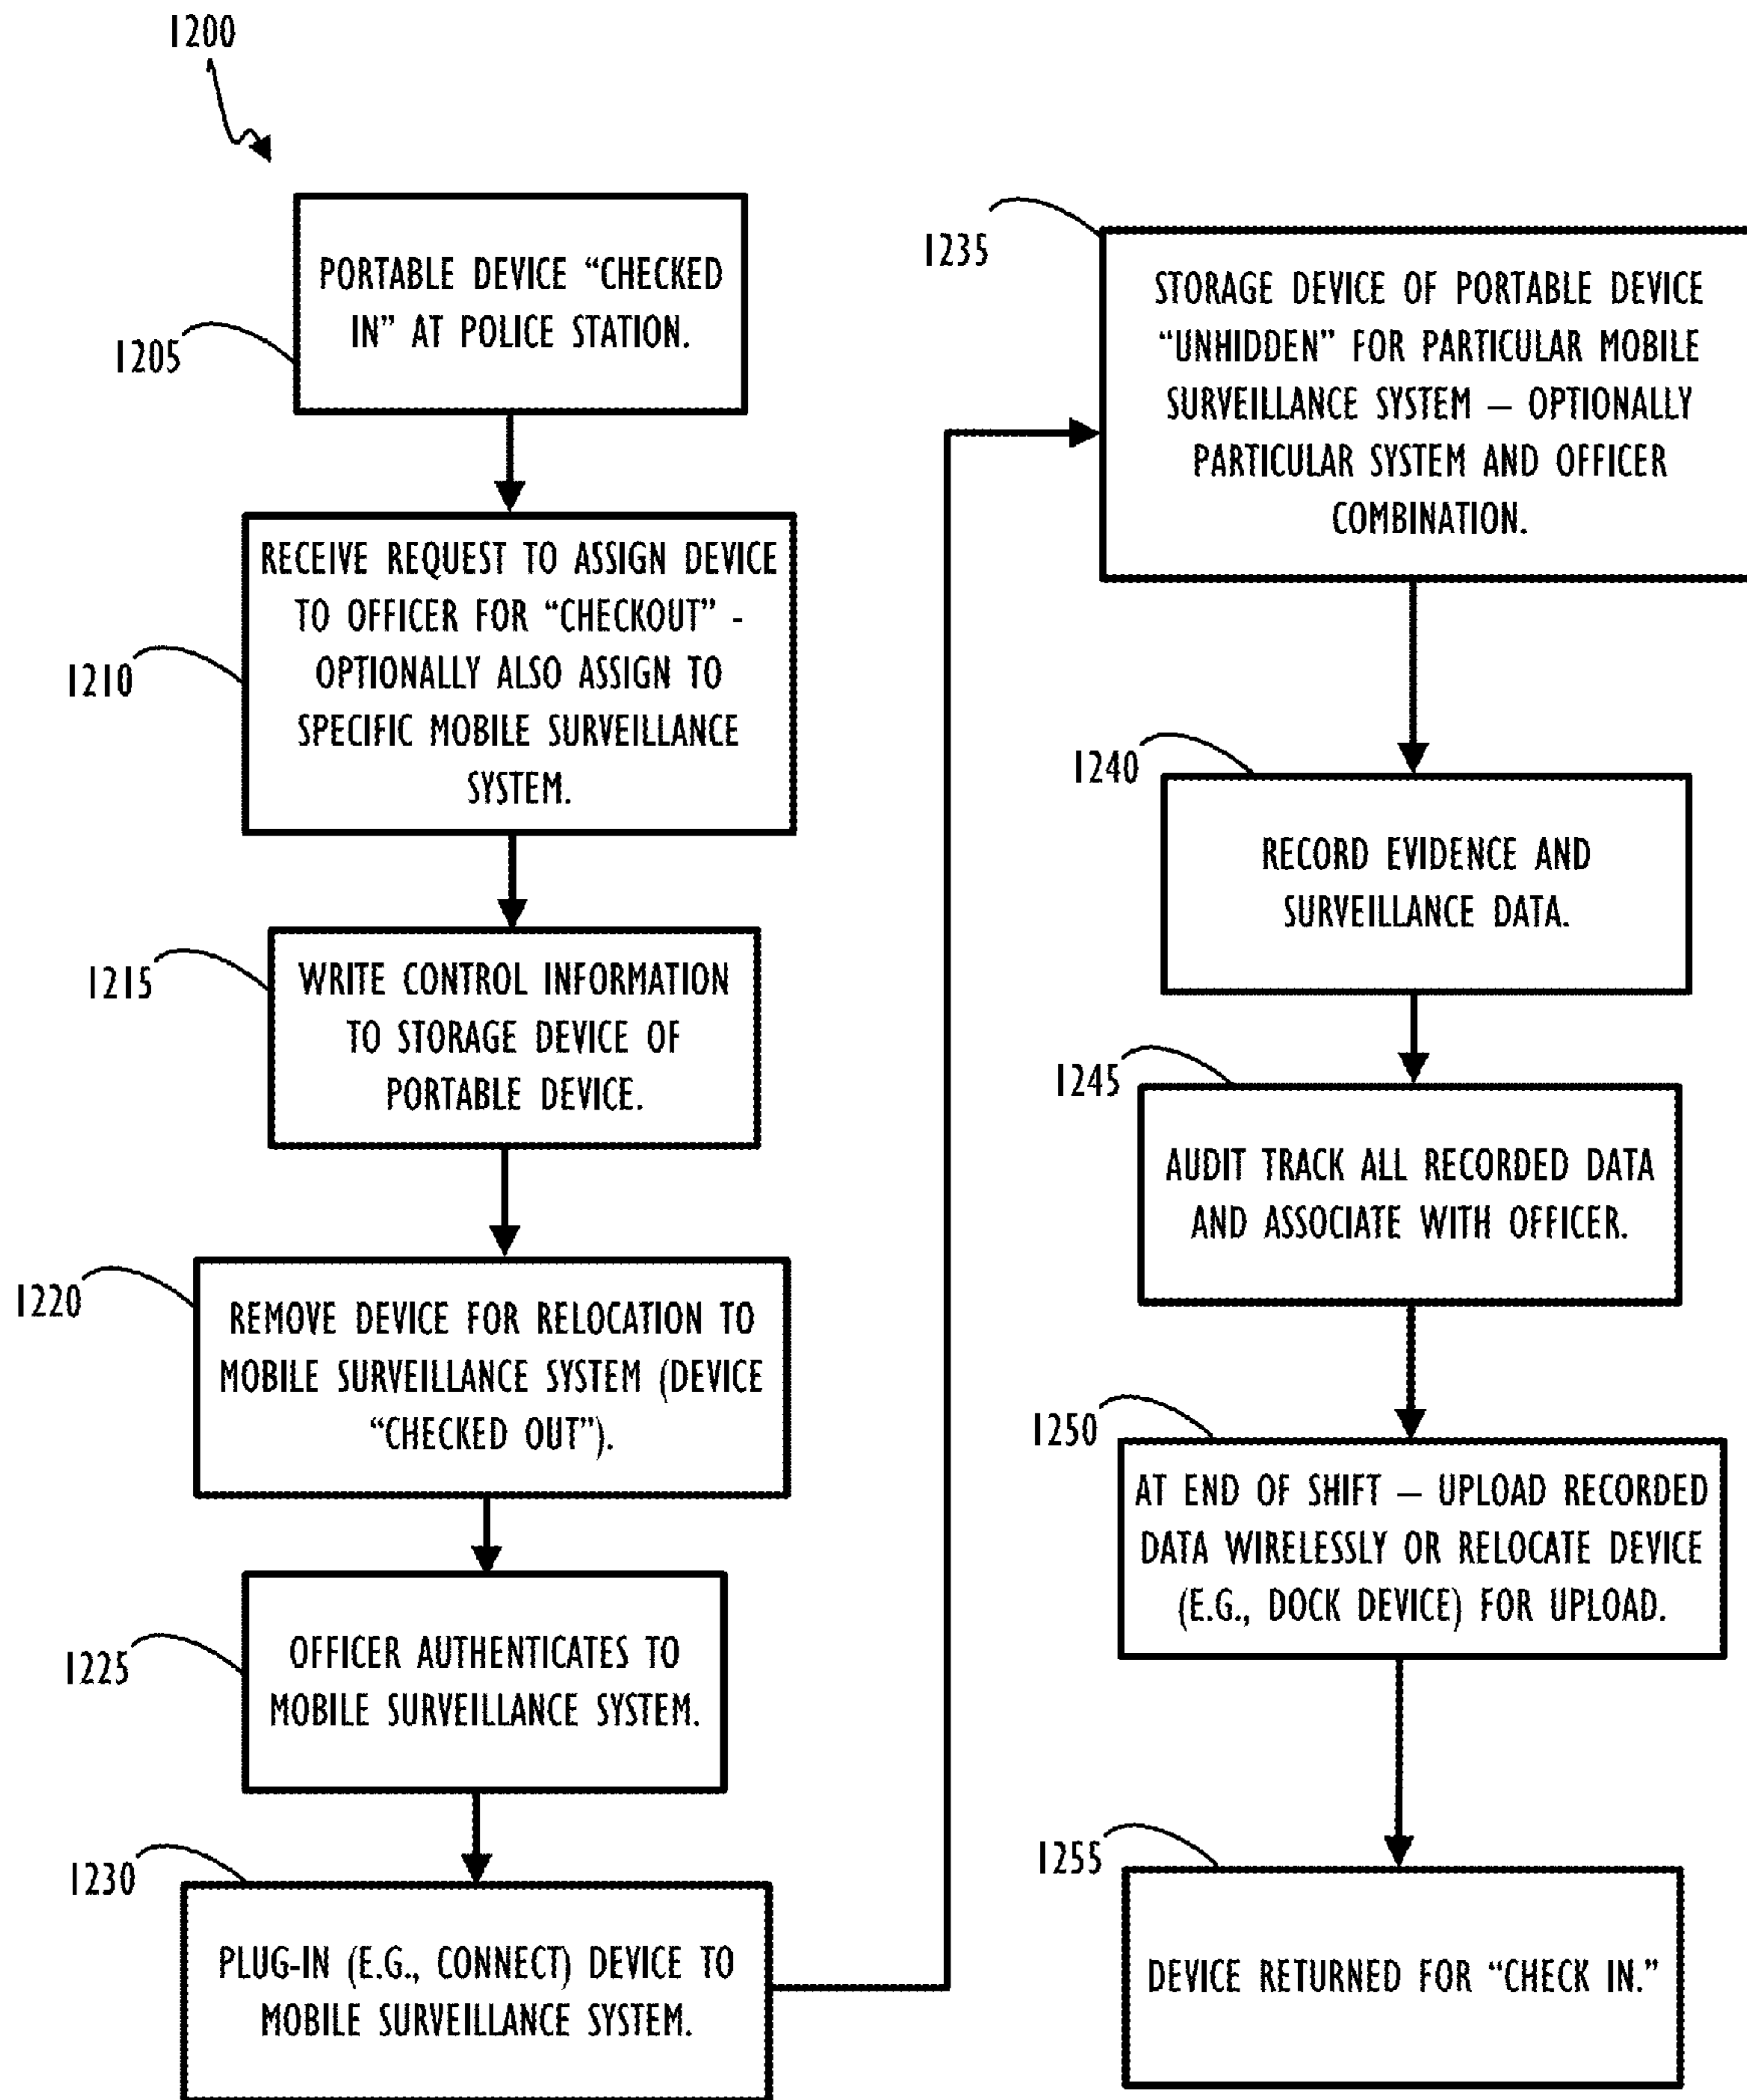 1200
PORTABLE DEVICE “CHECKED
IN” AT POLICE STATION.
1205
RECEIVE REQUEST TO ASSIGN DEVICE
TO OFFICER FOR “CHECKOUT” -
OPTIONALLY ALSO ASSIGN TO
SPECIFIC MOBILE SURVEILLANCE
SYSTEM.
1210
WRITE CONTROL INFORMATION
TO STORAGE DEVICE OF
PORTABLE DEVICE.
1215
REMOVE DEVICE FOR RELOCATION TO
MOBILE SURVEILLANCE SYSTEM (DEVICE
“CHECKED OUT”).
1220
OFFICER AUTHENTICATES TO
MOBILE SURVEILLANCE SYSTEM.
1225
1230
PLUG-IN (E.G., CONNECT) DEVICE TO
MOBILE SURVEILLANCE SYSTEM.
1235
STORAGE DEVICE OF PORTABLE DEVICE
“UNHIDDEN” FOR PARTICULAR MOBILE
SURVEILLANCE SYSTEM — OPTIONALLY
PARTICULAR SYSTEM AND OFFICER
COMBINATION.
1240
RECORD EVIDENCE AND
SURVEILLANCE DATA.
1245
AUDIT TRACK ALL RECORDED DATA
AND ASSOCIATE WITH OFFICER.
1250
AT END OF SHIFT — UPLOAD RECORDED
DATA WIRELESSLY OR RELOCATE DEVICE
(E.G., DOCK DEVICE) FOR UPLOAD.
1255
DEVICE RETURNED FOR “CHECK IN.”